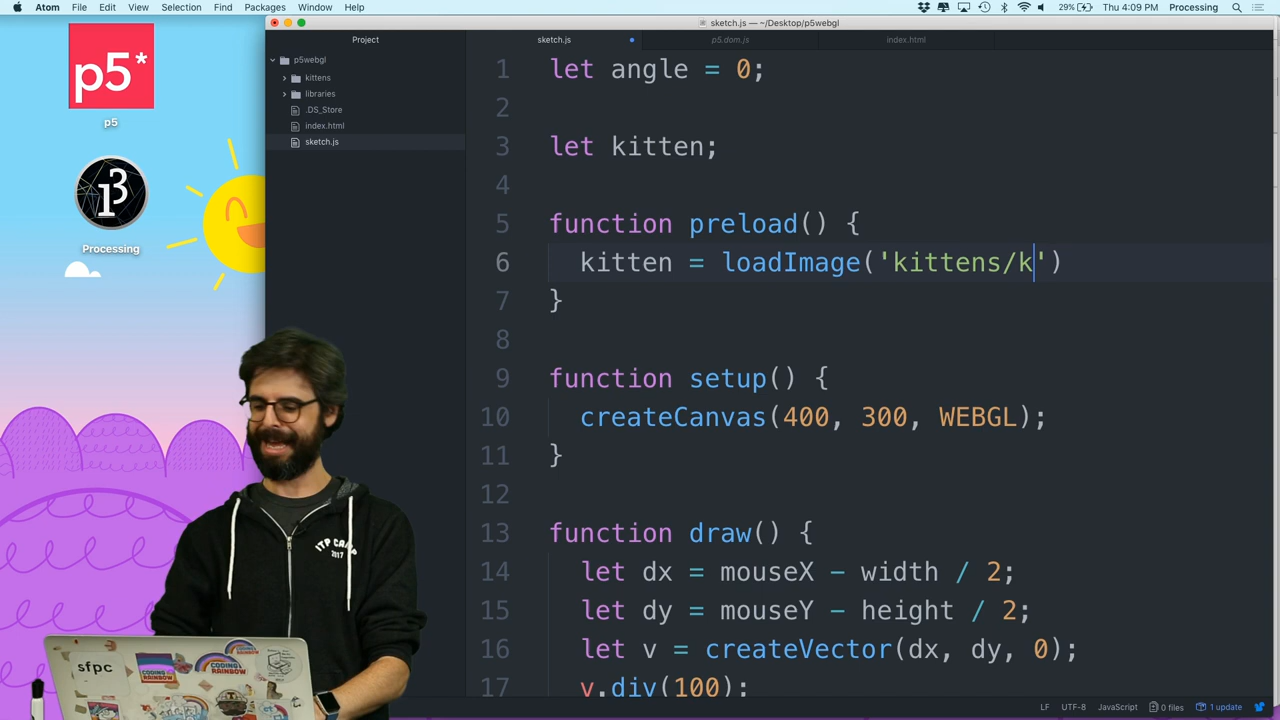 Atom File Edit View Selection Find Packages Window Help 29% Thu 4:09 PM Processing
sketch.js — ~/Desktop/p5webgl
Project sketch.js p5.dom.js index.html
p5webgl
kittens
libraries
.DS_Store
index.html
sketch.js
p5*
p5
Processing
1 let angle = 0;
2
3 let kitten;
4
5 function preload() {
6 kitten = loadImage('kittens/k')
7 }
8
9 function setup() {
10 createCanvas(400, 300, WEBGL);
11 }
12
13 function draw() {
14 let dx = mouseX - width / 2;
15 let dy = mouseY - height / 2;
16 let v = createVector(dx, dy, 0);
17 v.div(100);
ITP CAMP
2017
sfpc
CODING
RAINBOW
CODING RAINBOW
LF UTF-8 JavaScript 0 files 1 update